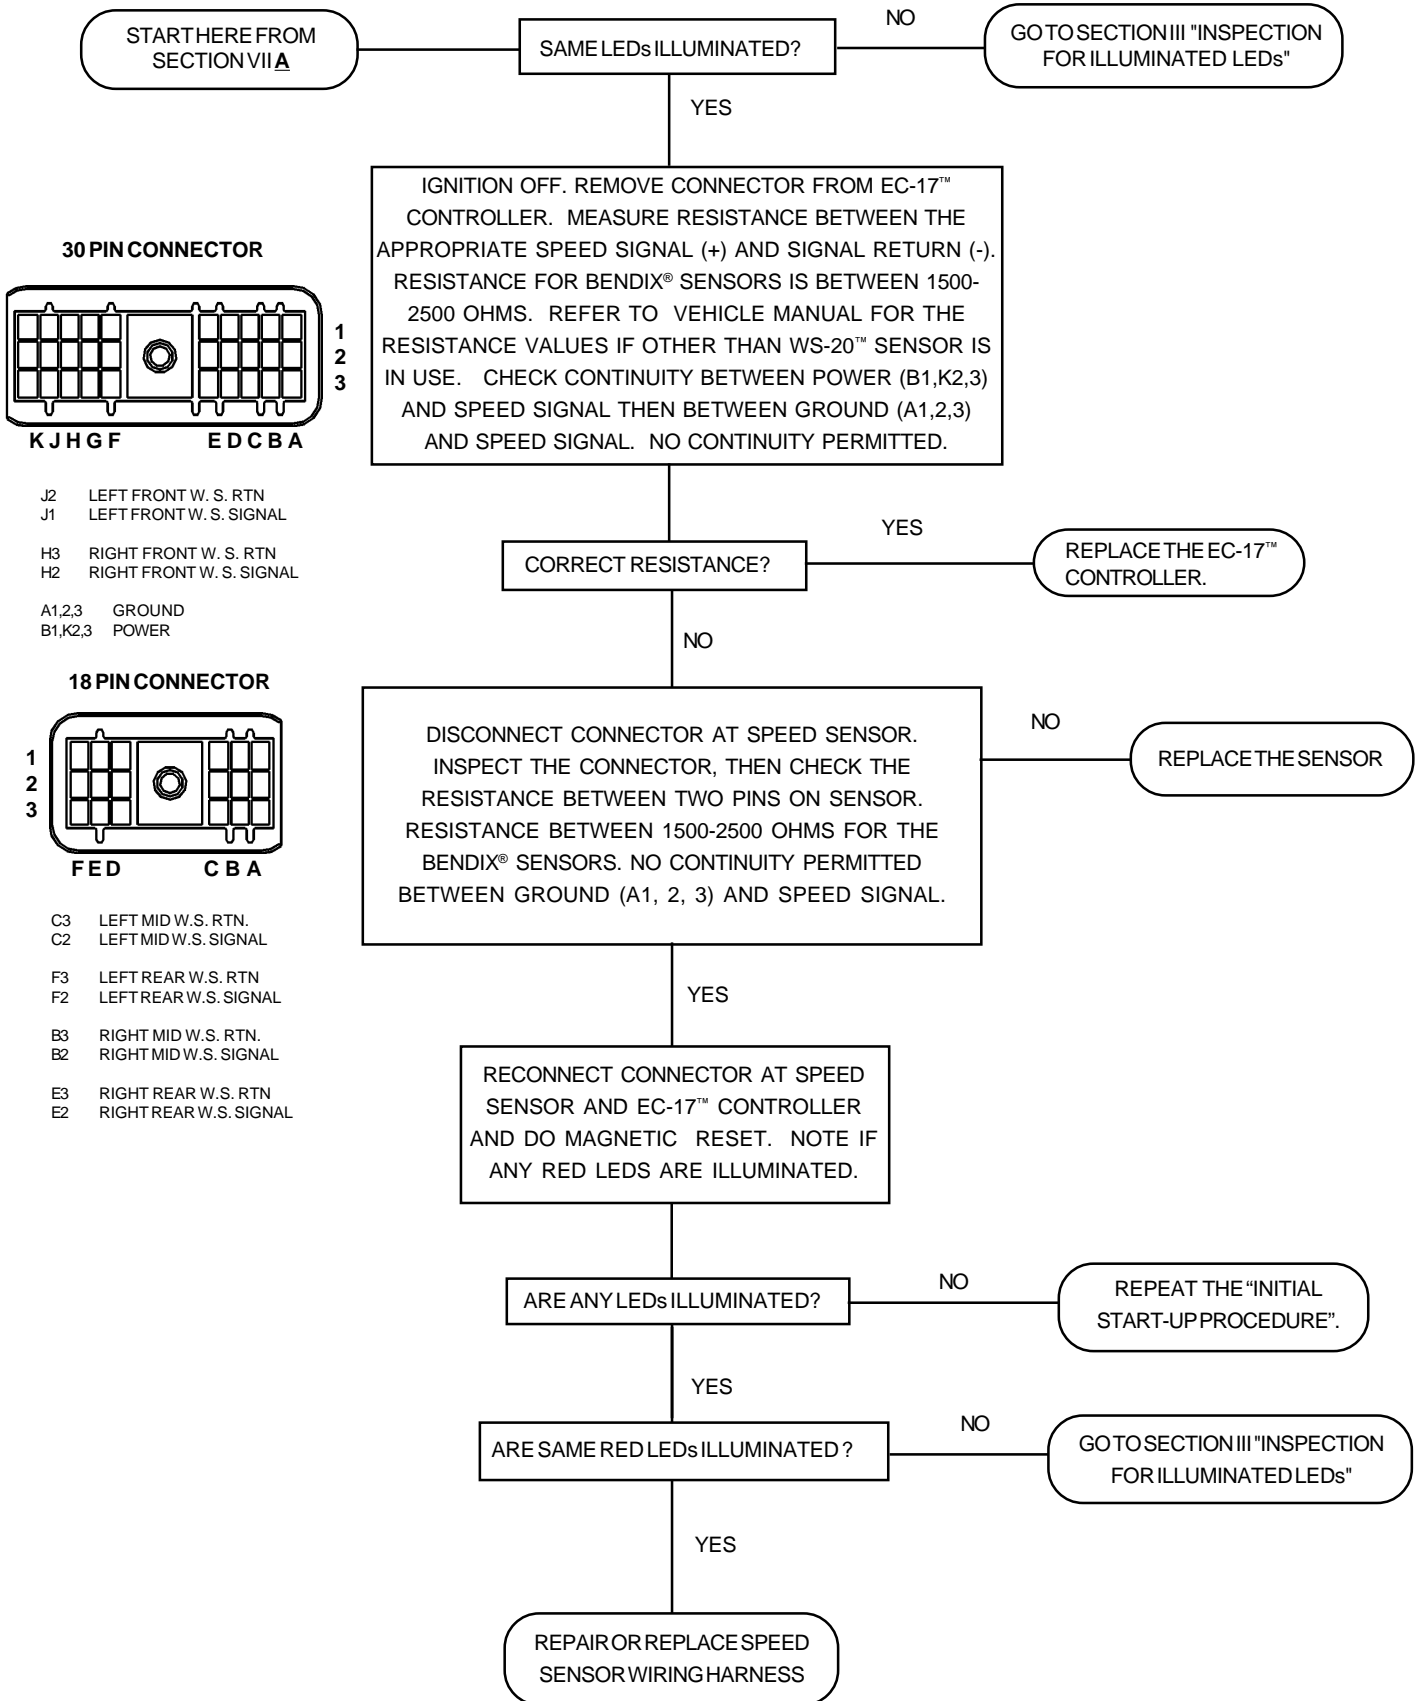 START HERE FROM
SECTION VII A
SAME LEDs ILLUMINATED?
NO
GO TO SECTION III "INSPECTION
FOR ILLUMINATED LEDs"
YES
IGNITION OFF. REMOVE CONNECTOR FROM EC-17™
CONTROLLER. MEASURE RESISTANCE BETWEEN THE
APPROPRIATE SPEED SIGNAL (+) AND SIGNAL RETURN (-).
RESISTANCE FOR BENDIX® SENSORS IS BETWEEN 1500-
2500 OHMS. REFER TO VEHICLE MANUAL FOR THE
RESISTANCE VALUES IF OTHER THAN WS-20™ SENSOR IS
IN USE. CHECK CONTINUITY BETWEEN POWER (B1,K2,3)
AND SPEED SIGNAL THEN BETWEEN GROUND (A1,2,3)
AND SPEED SIGNAL. NO CONTINUITY PERMITTED.
30 PIN CONNECTOR
1
2
3
K J H G F E D C B A
J2 LEFT FRONT W. S. RTN
J1 LEFT FRONT W. S. SIGNAL
H3 RIGHT FRONT W. S. RTN
H2 RIGHT FRONT W. S. SIGNAL
A1,2,3 GROUND
B1,K2,3 POWER
CORRECT RESISTANCE?
YES
REPLACE THE EC-17™
CONTROLLER.
NO
18 PIN CONNECTOR
1
2
3
F E D C B A
C3 LEFT MID W.S. RTN.
C2 LEFT MID W.S. SIGNAL
F3 LEFT REAR W.S. RTN
F2 LEFT REAR W.S. SIGNAL
B3 RIGHT MID W.S. RTN.
B2 RIGHT MID W.S. SIGNAL
E3 RIGHT REAR W.S. RTN
E2 RIGHT REAR W.S. SIGNAL
DISCONNECT CONNECTOR AT SPEED SENSOR.
INSPECT THE CONNECTOR, THEN CHECK THE
RESISTANCE BETWEEN TWO PINS ON SENSOR.
RESISTANCE BETWEEN 1500-2500 OHMS FOR THE
BENDIX® SENSORS. NO CONTINUITY PERMITTED
BETWEEN GROUND (A1, 2, 3) AND SPEED SIGNAL.
NO
REPLACE THE SENSOR
YES
RECONNECT CONNECTOR AT SPEED
SENSOR AND EC-17™ CONTROLLER
AND DO MAGNETIC RESET. NOTE IF
ANY RED LEDS ARE ILLUMINATED.
ARE ANY LEDs ILLUMINATED?
NO
REPEAT THE “INITIAL
START-UP PROCEDURE”.
YES
ARE SAME RED LEDs ILLUMINATED ?
NO
GO TO SECTION III "INSPECTION
FOR ILLUMINATED LEDs"
YES
REPAIR OR REPLACE SPEED
SENSOR WIRING HARNESS